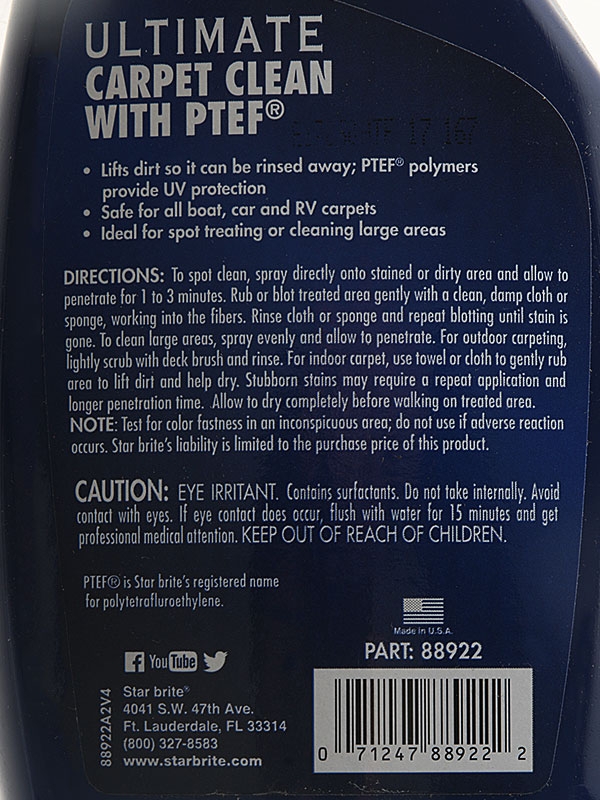 ULTIMATE
CARPET CLEAN
WITH PTEF®
• Lifts dirt so it can be rinsed away; PTEF® polymers
provide UV protection
• Safe for all boat, car and RV carpets
• Ideal for spot treating or cleaning large areas
DIRECTIONS: To spot clean, spray directly onto stained or dirty area and allow to
penetrate for 1 to 3 minutes. Rub or blot treated area gently with a clean, damp cloth or
sponge, working into the fibers. Rinse cloth or sponge and repeat blotting until stain is
gone. To clean large areas, spray evenly and allow to penetrate. For outdoor carpeting,
lightly scrub with deck brush and rinse. For indoor carpet, use towel or cloth to gently rub
area to lift dirt and help dry. Stubborn stains may require a repeat application and
longer penetration time. Allow to dry completely before walking on treated area.
NOTE: Test for color fastness in an inconspicuous area; do not use if adverse reaction
occurs. Star brite's liability is limited to the purchase price of this product.
CAUTION: EYE IRRITANT. Contains surfactants. Do not take internally. Avoid
contact with eyes. If eye contact does occur, flush with water for 15 minutes and get
professional medical attention. KEEP OUT OF REACH OF CHILDREN.
PTEF® is Star brite's registered name
for polytetrafluroethylene.
Made in U.S.A.
PART: 88922
f YouTube
Star brite®
4041 S.W. 47th Ave.
Ft. Lauderdale, FL 33314
(800) 327-8583
www.starbrite.com
88922A2V4
0 71247 88922 2